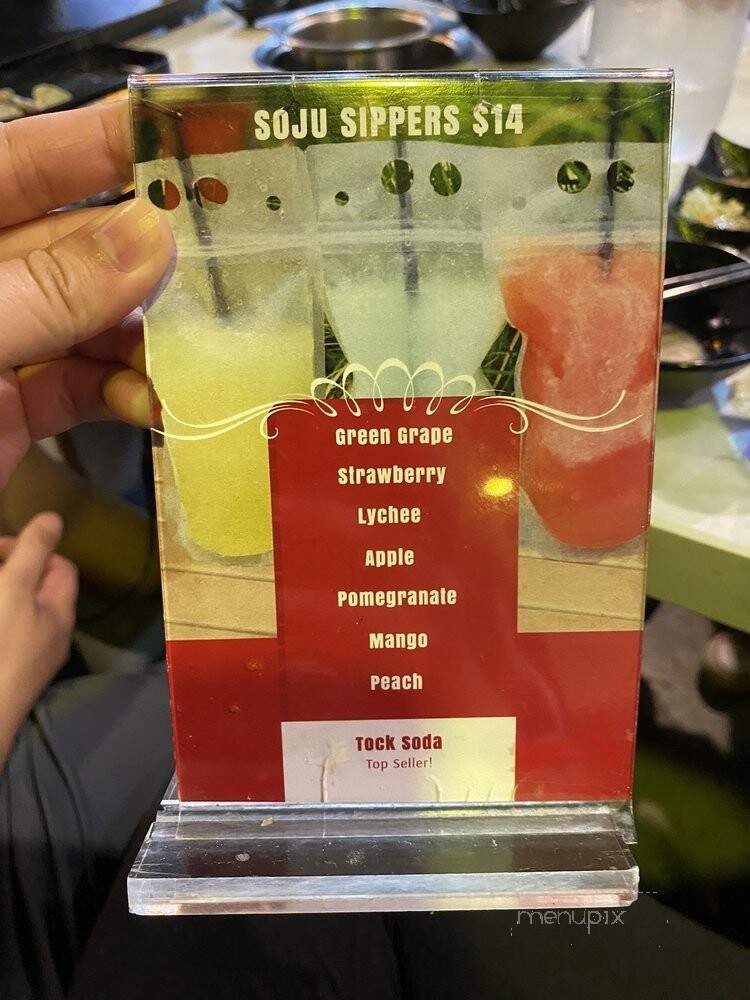 SOJU SIPPERS $14
Green Grape
Strawberry
Lychee
Apple
Pomegranate
Mango
Peach
Tock Soda
Top Seller!
menupix